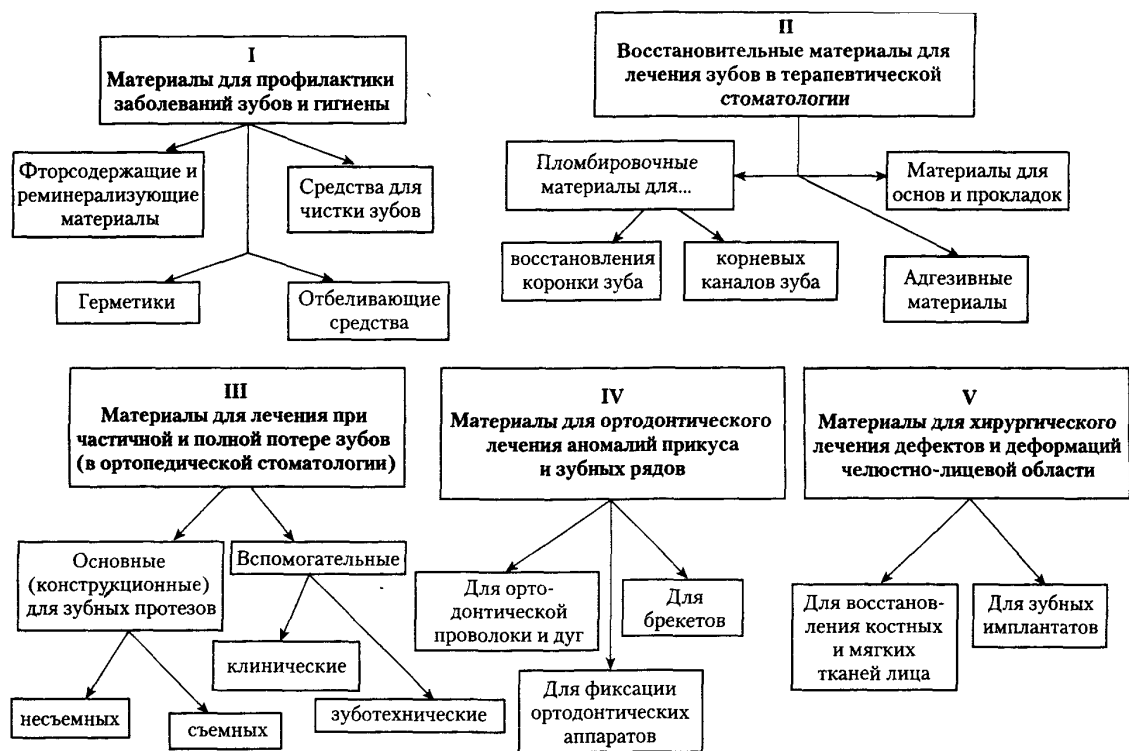 I
Материалы для профилактики
заболеваний зубов и гигиены
Фторсодержащие и
реминерализующие
материалы
Средства для
чистки зубов
Герметики
Отбеливающие
средства
II
Восстановительные материалы для
лечения зубов в терапевтической
стоматологии
Пломбировочные
материалы для...
Материалы для
основ и прокладок
восстановления
коронки зуба
корневых
каналов зуба
Адгезивные
материалы
III
Материалы для лечения при
частичной и полной потере зубов
(в ортопедической стоматологии)
Основные
(конструкционные)
для зубных протезов
Вспомогательные
клинические
несъемных
съемных
зуботехнические
IV
Материалы для ортодонтического
лечения аномалий прикуса
и зубных рядов
Для орто-
донтической
проволоки и дуг
Для
брекетов
Для фиксации
ортодонтических
аппаратов
V
Материалы для хирургического
лечения дефектов и деформаций
челюстно-лицевой области
Для восстанов-
ления костных
и мягких
тканей лица
Для зубных
имплантатов